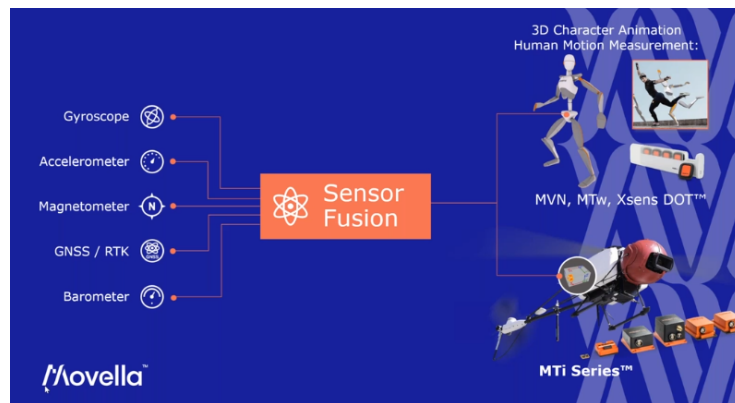 3D Character Animation
Human Motion Measurement:
Gyroscope
Accelerometer
Magnetometer
N
GNSS / RTK
GNSS
Barometer
Sensor
Fusion
MVN, MTw, Xsens DOT™
MTi Series™
Movella™